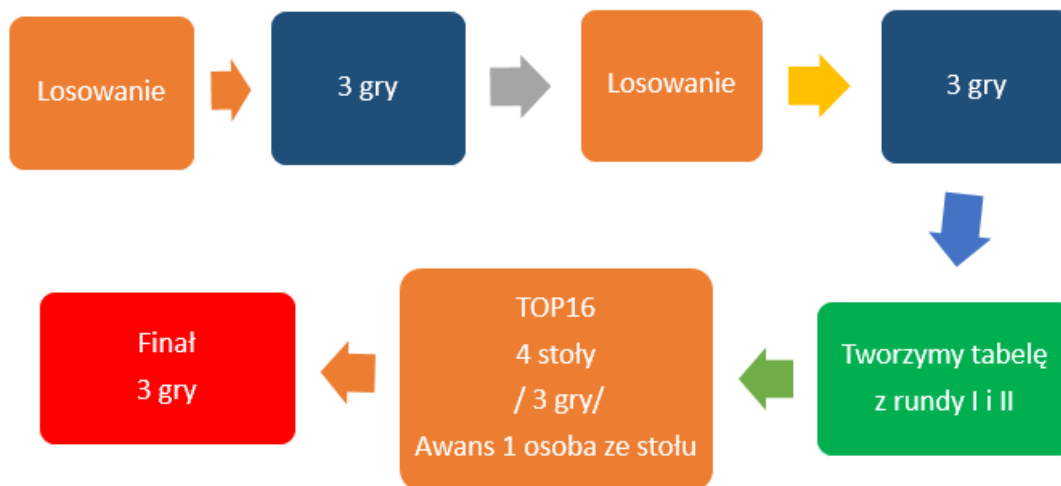 Losowanie
3 gry
Losowanie
3 gry
Tworzymy tabelę
z rundy I i II
TOP16
4 stoły
/ 3 gry/
Awans 1 osoba ze stołu
Finał
3 gry